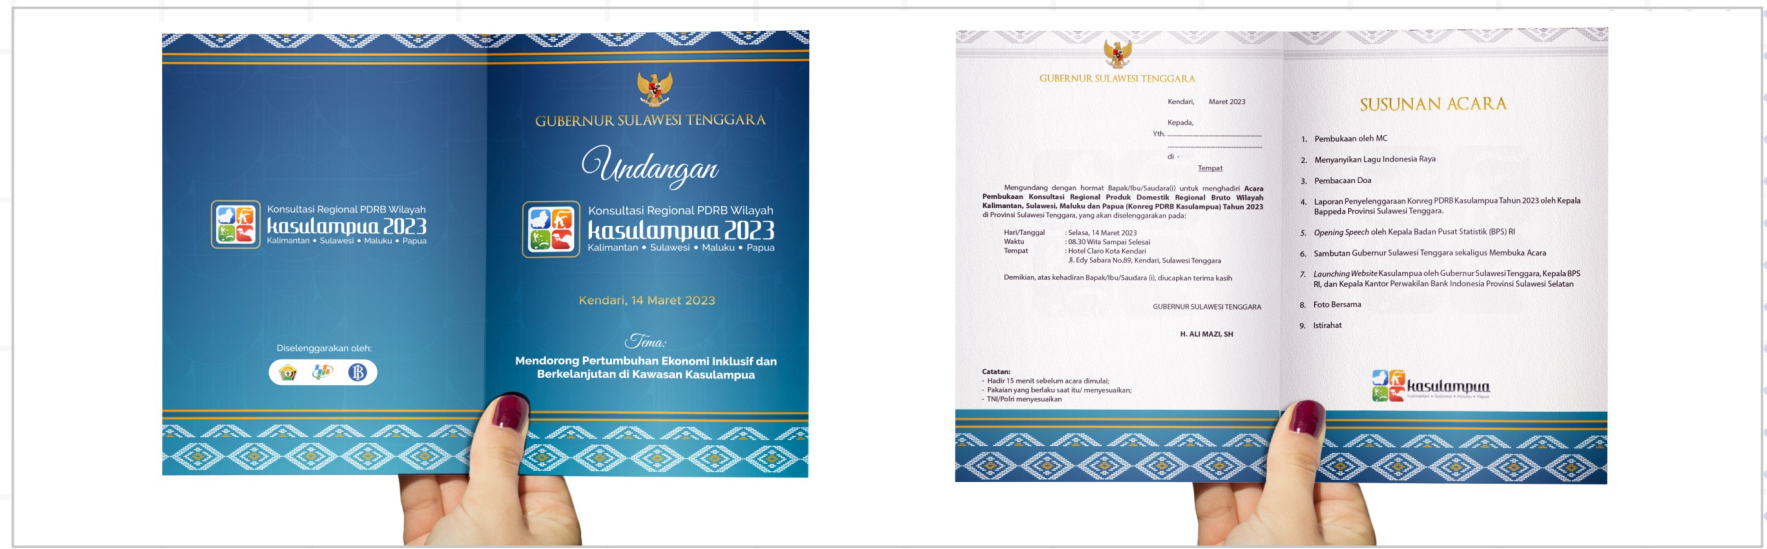 GUBERNUR SULAWESI TENGGARA
Undangan
Konsultasi Regional PDRB Wilayah
kasulampua 2023
Kalimantan • Sulawesi • Maluku • Papua
Diselenggarakan oleh:
Konsultasi Regional PDRB Wilayah
kasulampua 2023
Kalimantan • Sulawesi • Maluku • Papua
Kendari, 14 Maret 2023
Tema:
Mendorong Pertumbuhan Ekonomi Inklusif dan
Berkelanjutan di Kawasan Kasulampua
GUBERNUR SULAWESI TENGGARA
Kendari, Maret 2023
Kepada,
Yth.
di -
Tempat
Mengundang dengan hormat Bapak/Ibu/Saudara(i) untuk menghadiri Acara
Pembukaan Konsultasi Regional Produk Domestik Regional Bruto Wilayah
Kalimantan, Sulawesi, Maluku dan Papua (Konreg PDRB Kasulampua) Tahun 2023
di Provinsi Sulawesi Tenggara, yang akan diselenggarakan pada:
Hari/Tanggal : Selasa, 14 Maret 2023
Waktu : 08.30 Wita Sampai Selesai
Tempat : Hotel Claro Kota Kendari
Jl. Edy Sabara No.89, Kendari, Sulawesi Tenggara
Demikian, atas kehadiran Bapak/Ibu/Saudara (i), diucapkan terima kasih
GUBERNUR SULAWESI TENGGARA
H. ALI MAZI, SH
Catatan:
- Hadir 15 menit sebelum acara dimulai;
- Pakaian yang berlaku saat itu/ menyesuaikan;
- TNI/Polri menyesuaikan
SUSUNAN ACARA
1. Pembukaan oleh MC
2. Menyanyikan Lagu Indonesia Raya
3. Pembacaan Doa
4. Laporan Penyelenggaraan Konreg PDRB Kasulampua Tahun 2023 oleh Kepala
Bappeda Provinsi Sulawesi Tenggara.
5. Opening Speech oleh Kepala Badan Pusat Statistik (BPS) RI
6. Sambutan Gubernur Sulawesi Tenggara sekaligus Membuka Acara
7. Launching Website Kasulampua oleh Gubernur Sulawesi Tenggara, Kepala BPS
RI, dan Kepala Kantor Perwakilan Bank Indonesia Provinsi Sulawesi Selatan
8. Foto Bersama
9. Istirahat
kasulampua
Kalimantan • Sulawesi • Maluku • Papua